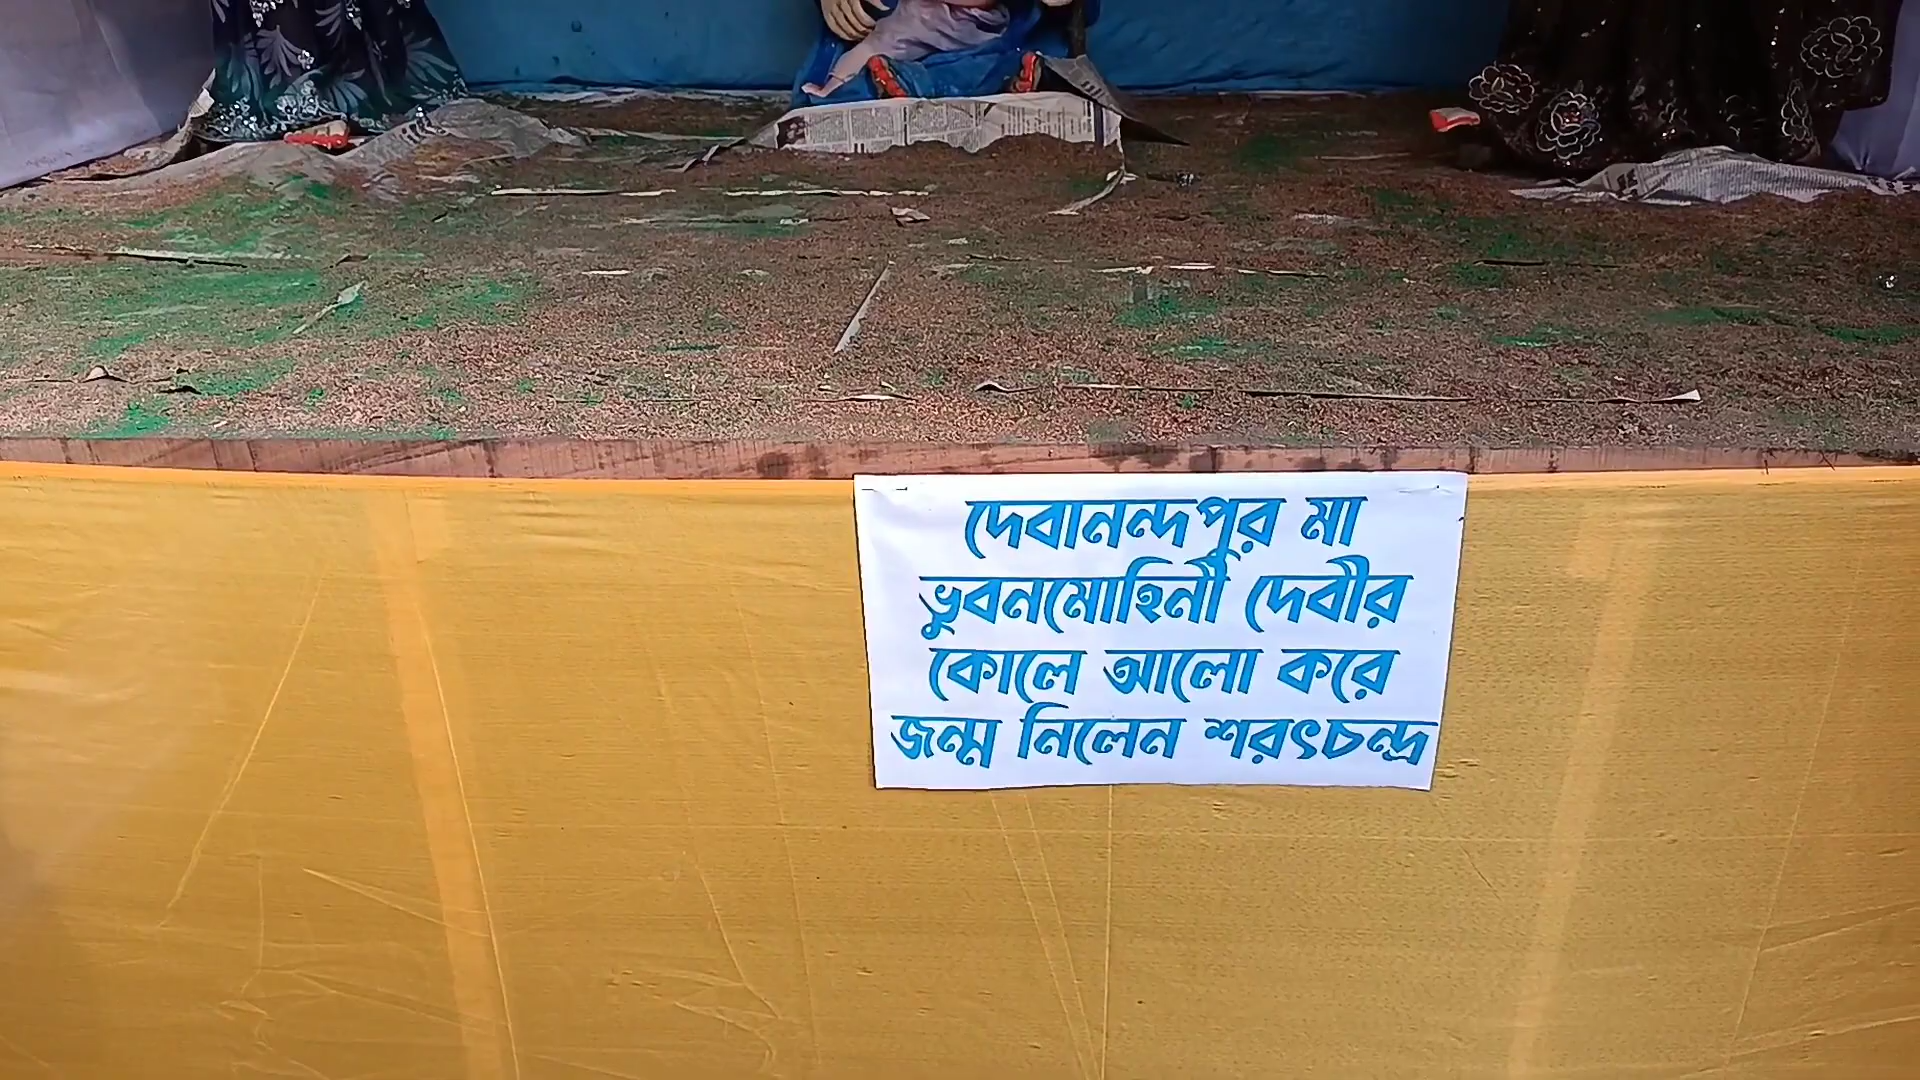 দেবানন্দপুর মা
ভুবনমোহিনী দেবীর
কোলে আলো করে
জন্ম নিলেন শরৎচন্দ্র